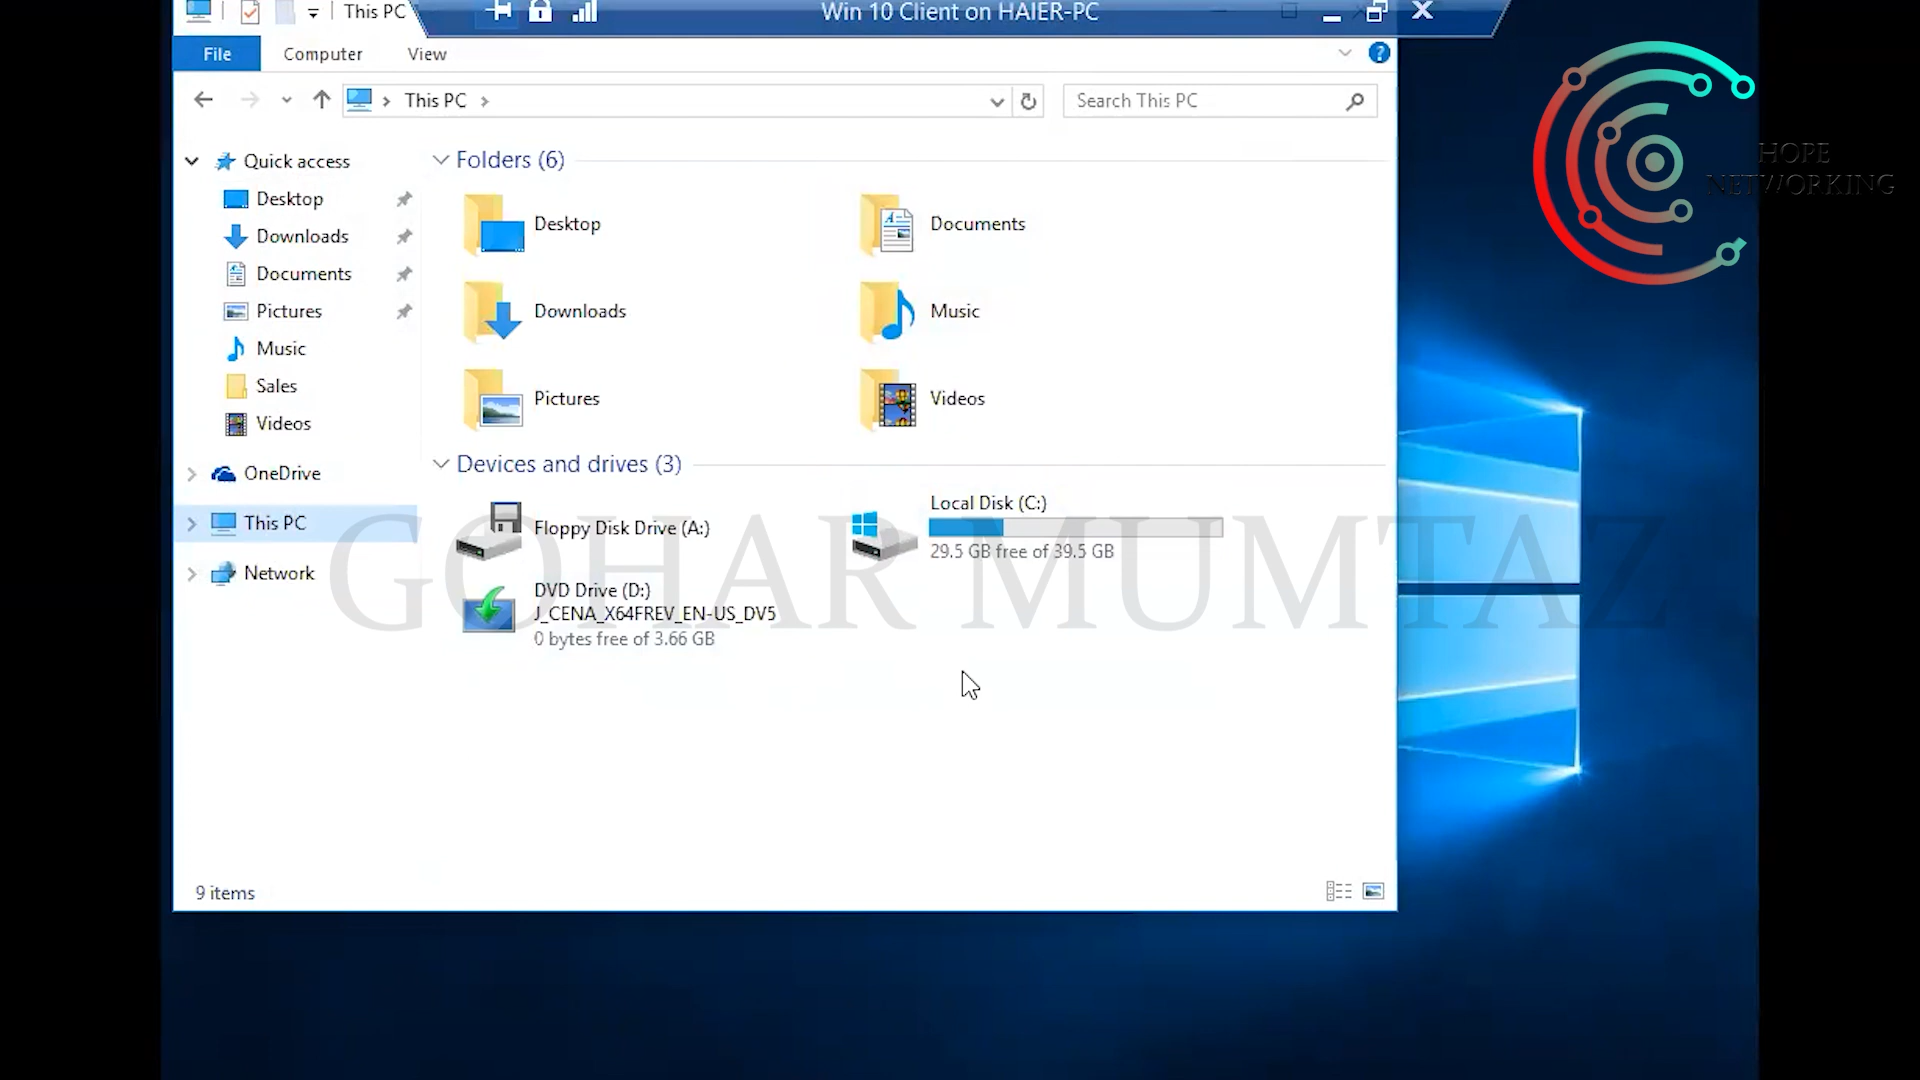 This PC
Win 10 Client on HAIER-PC
File
Computer
View
This PC
Search This PC
HOPE
NETWORKING
Quick access
Desktop
Downloads
Documents
Pictures
Music
Sales
Videos
OneDrive
This PC
Network
Folders (6)
Desktop
Documents
Downloads
Music
Pictures
Videos
Devices and drives (3)
Floppy Disk Drive (A:)
Local Disk (C:)
29.5 GB free of 39.5 GB
DVD Drive (D:)
J_CENA_X64FREV_EN-US_DV5
0 bytes free of 3.66 GB
GOHAR MUMTAZ
9 items